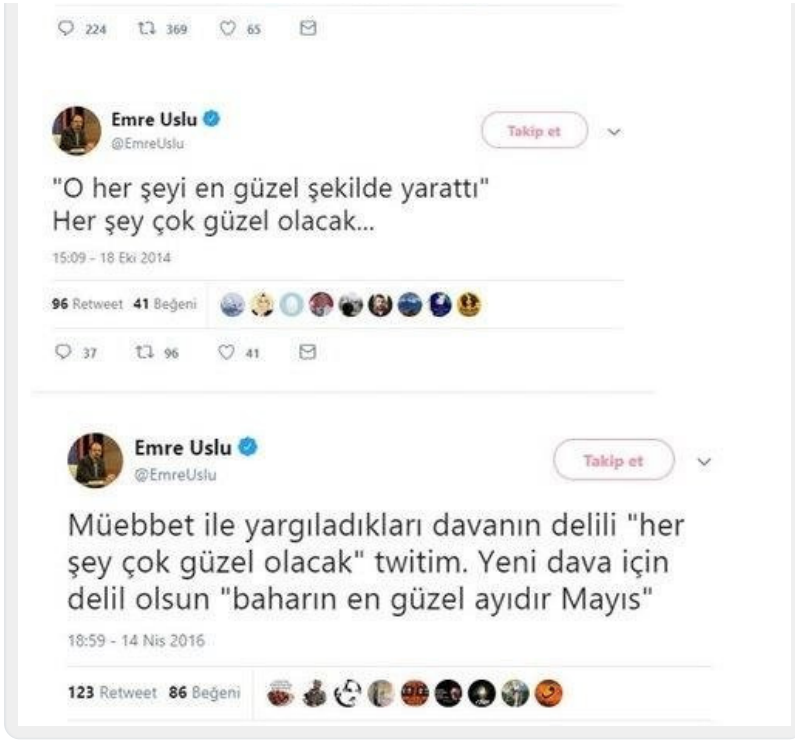 224 369 65
Emre Uslu
@EmreUslu
Takip et
"O her şeyi en güzel şekilde yarattı"
Her şey çok güzel olacak...
15:09 - 18 Eki 2014
96 Retweet 41 Beğeni
37 96 41
Emre Uslu
@EmreUslu
Takip et
Müebbet ile yargıladıkları davanın delili "her
şey çok güzel olacak" twitim. Yeni dava için
delil olsun "baharın en güzel ayıdır Mayıs"
18:59 - 14 Nis 2016
123 Retweet 86 Beğeni